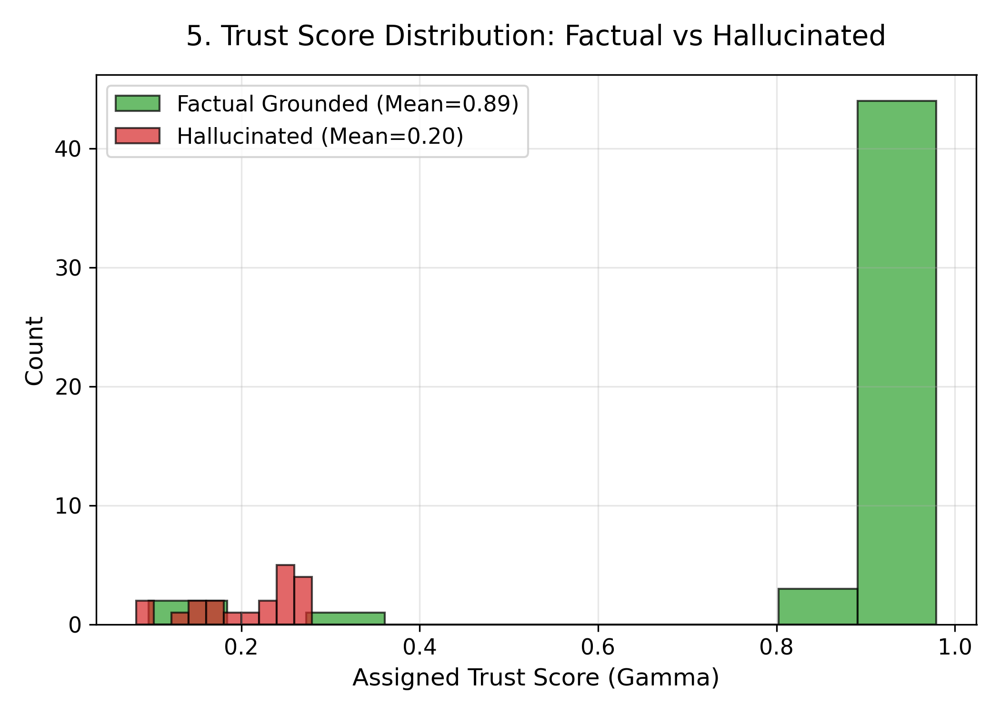 5. Trust Score Distribution: Factual vs Hallucinated
Factual Grounded (Mean=0.89)
Hallucinated (Mean=0.20)
40
30
20
10
0
Count
0.2 0.4 0.6 0.8 1.0
Assigned Trust Score (Gamma)